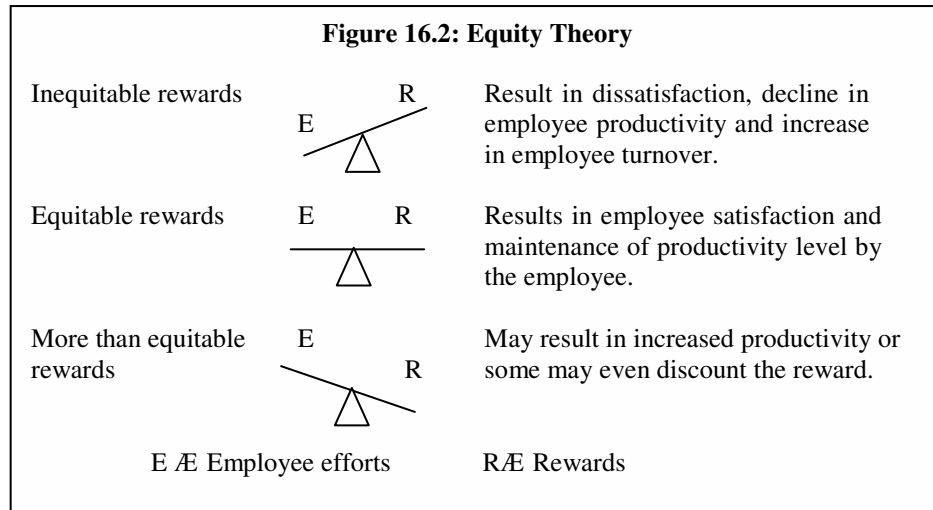 Figure 16.2: Equity Theory
Inequitable rewards
E
R
Result in dissatisfaction, decline in
employee productivity and increase
in employee turnover.
Equitable rewards
E
R
Results in employee satisfaction and
maintenance of productivity level by
the employee.
More than equitable
rewards
E
R
May result in increased productivity or
some may even discount the reward.
E Æ Employee efforts
RÆ Rewards